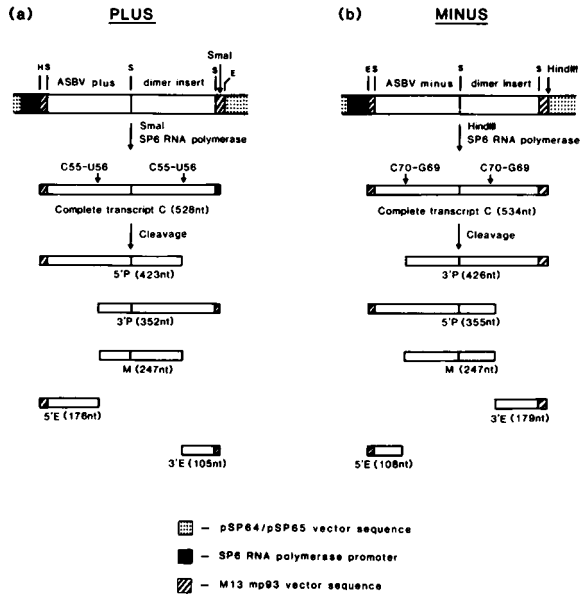 (a) PLUS
SmaI
H S S S E
ASBV plus dimer insert
SmaI
SP6 RNA polymerase
C55-U56 C55-U56
Complete transcript C (528nt)
Cleavage
5'P (423nt)
3'P (352nt)
M (247nt)
5'E (176nt)
3'E (105nt)
(b) MINUS
E S S S HindIII
ASBV minus dimer insert
HindIII
SP6 RNA polymerase
C70-G69 C70-G69
Complete transcript C (534nt)
Cleavage
3'P (426nt)
5'P (355nt)
M (247nt)
3'E (179nt)
5'E (108nt)
– pSP64/pSP65 vector sequence
– SP6 RNA polymerase promoter
– M13 mp93 vector sequence